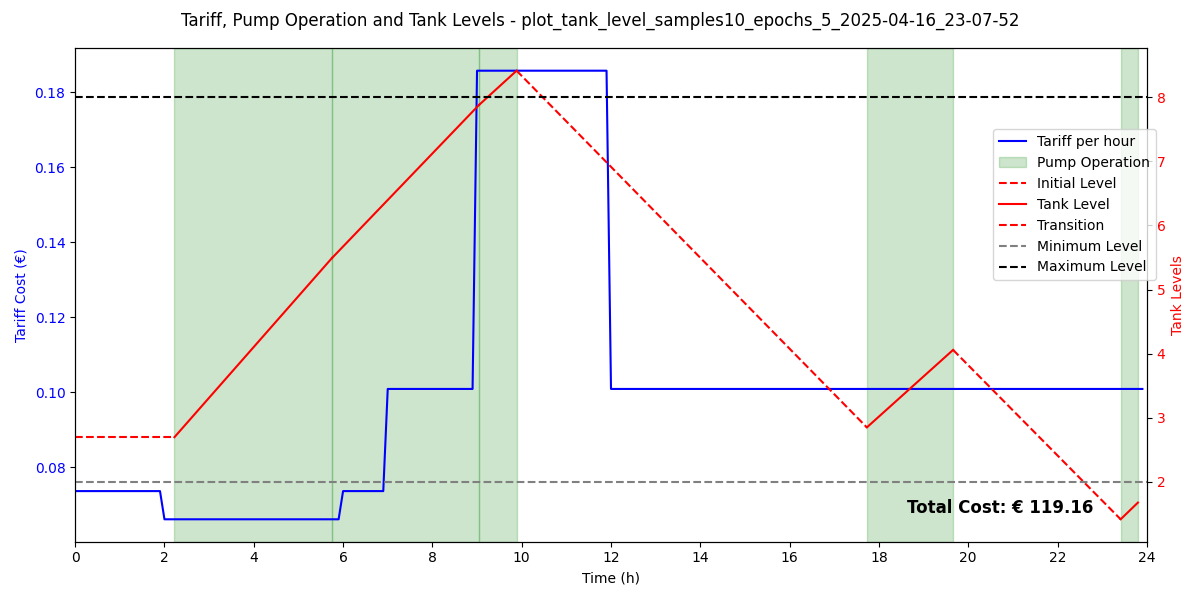 Tariff, Pump Operation and Tank Levels - plot_tank_level_samples10_epochs_5_2025-04-16_23-07-52
0.18
0.16
0.14
0.12
0.10
0.08
Tariff Cost (€)
8
7
6
5
4
3
2
Tank Levels
Tariff per hour
Pump Operation
Initial Level
Tank Level
Transition
Minimum Level
Maximum Level
Total Cost: € 119.16
0 2 4 6 8 10 12 14 16 18 20 22 24
Time (h)